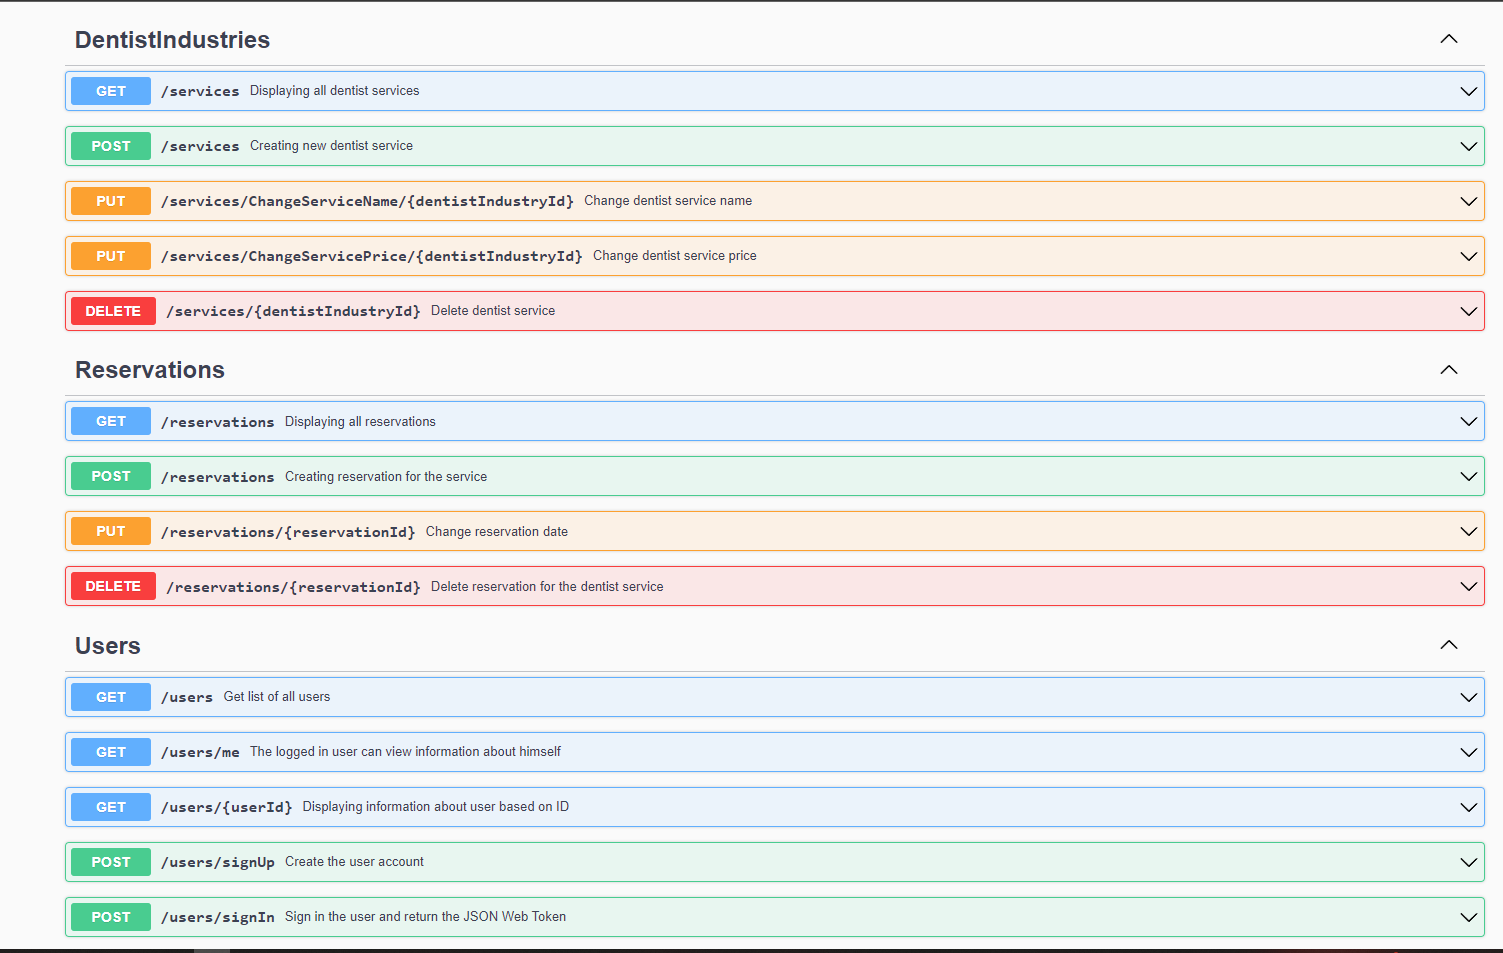 DentistIndustries
GET /services Displaying all dentist services
POST /services Creating new dentist service
PUT /services/ChangeServiceName/{dentistIndustryId} Change dentist service name
PUT /services/ChangeServicePrice/{dentistIndustryId} Change dentist service price
DELETE /services/{dentistIndustryId} Delete dentist service
Reservations
GET /reservations Displaying all reservations
POST /reservations Creating reservation for the service
PUT /reservations/{reservationId} Change reservation date
DELETE /reservations/{reservationId} Delete reservation for the dentist service
Users
GET /users Get list of all users
GET /users/me The logged in user can view information about himself
GET /users/{userId} Displaying information about user based on ID
POST /users/signUp Create the user account
POST /users/signIn Sign in the user and return the JSON Web Token